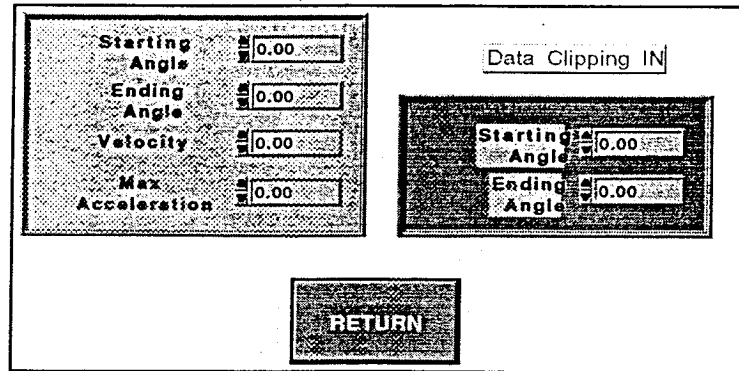 Starting
Angle
0.00
Ending
Angle
0.00
Velocity
0.00
Max
Acceleration
0.00
Data Clipping IN
Starting
Angle
0.00
Ending
Angle
0.00
RETURN